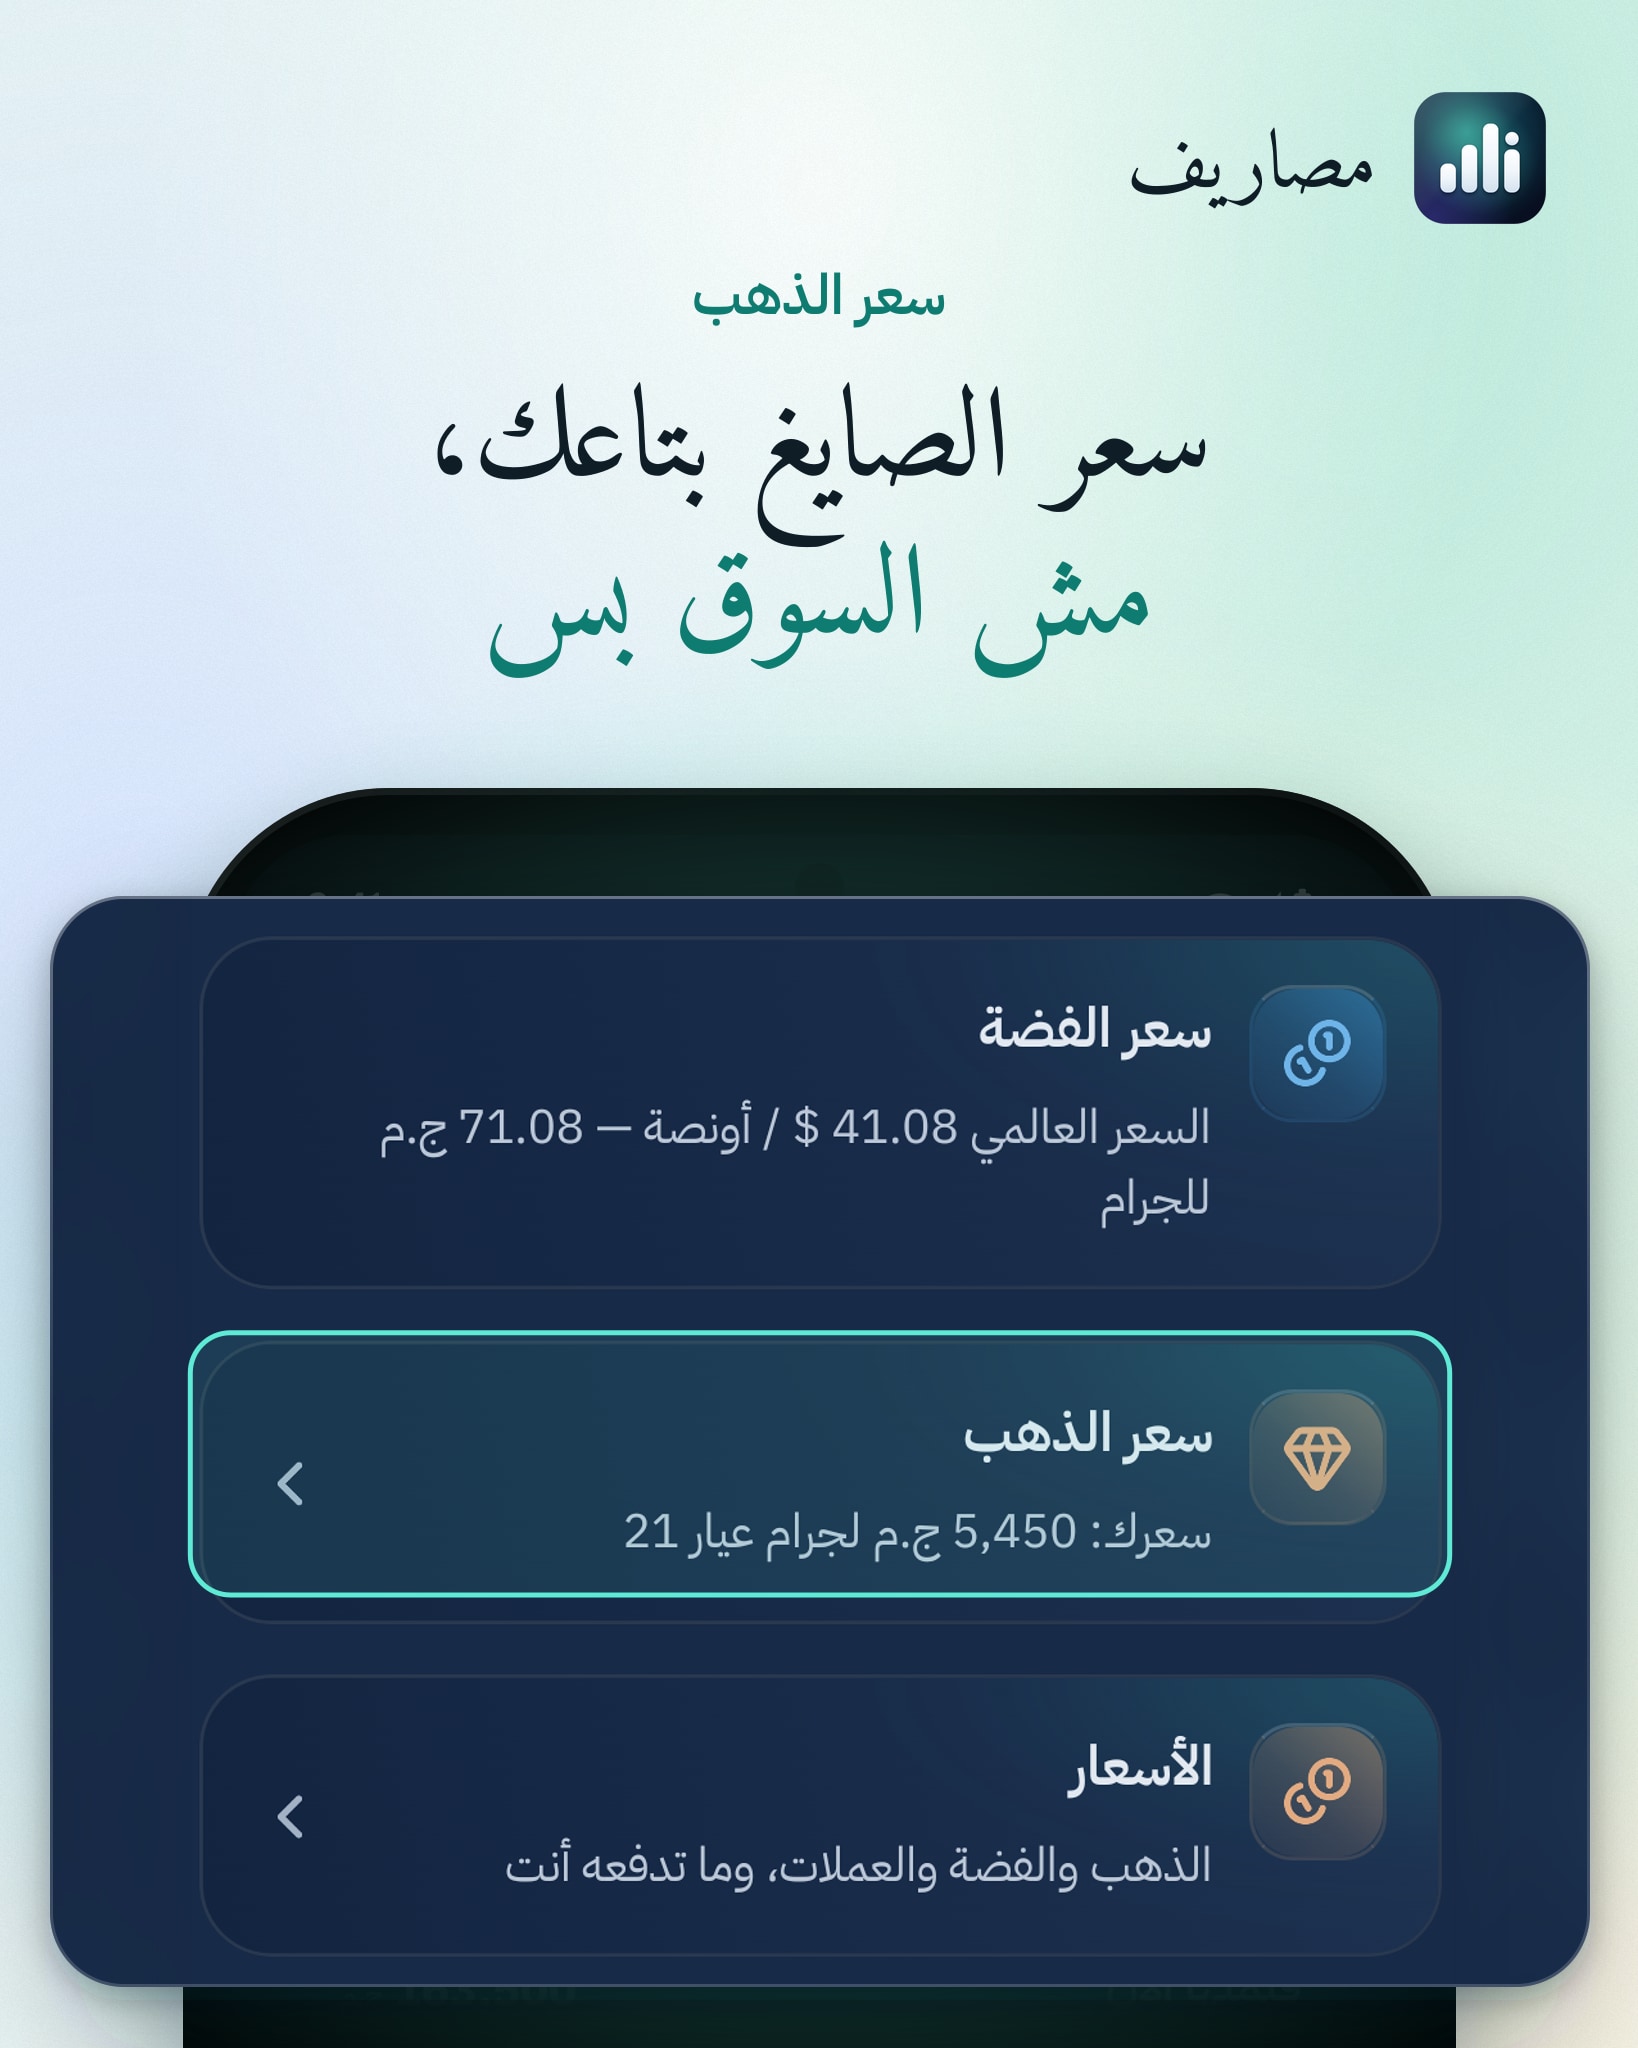 مصاريف
سعر الذهب
سعر الصايغ بتاعك،
مش السوق بس
سعر الفضة
السعر العالمي 41.08 $ / أونصة — 71.08 ج.م
للجرام
سعر الذهب
سعرك: 5,450 ج.م لجرام عيار 21
الأسعار
الذهب والفضة والعملات، وما تدفعه أنت